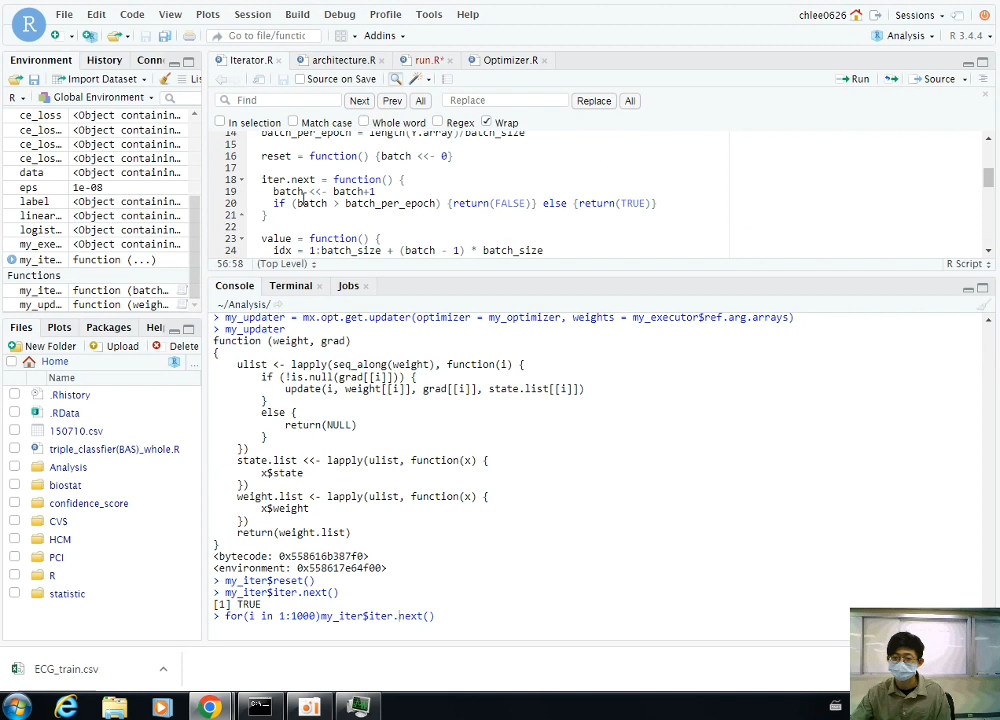 File Edit Code View Plots Session Build Debug Profile Tools Help
chlee0626 Sessions
Go to file/functic Addins
Analysis R 3.4.4
Environment History Conn
Import Dataset Lis
R Global Environment
ce_loss <Object containin…
ce_los… <Object containin…
ce_los… <Object containin…
ce_los… <Object containin…
data <Object containin…
eps 1e-08
label <Object containin…
linear… <Object containin…
logist… <Object containin…
my_exe… <Object containin…
my_ite… function (...)
Functions
my_ite… function (batch…
my_upd… function (weigh…
Files Plots Packages Hel
New Folder Upload Delete
Home
Name
.Rhistory
.RData
150710.csv
triple_classfier(BAS)_whole.R
Analysis
biostat
confidence_score
CVS
HCM
PCI
R
statistic
Iterator.R architecture.R run.R* Optimizer.R
Source on Save Run Source
Find Next Prev All Replace Replace All
In selection Match case Whole word Regex Wrap
14 batch_per_epoch = length(Y.array)/batch_size
15
16 reset = function() {batch <<- 0}
17
18 iter.next = function() {
19 batch <<- batch+1
20 if (batch > batch_per_epoch) {return(FALSE)} else {return(TRUE)}
21 }
22
23 value = function() {
24 idx = 1:batch_size + (batch - 1) * batch_size
56:58 (Top Level) R Script
Console Terminal Jobs
~/Analysis/
> my_updater = mx.opt.get.updater(optimizer = my_optimizer, weights = my_executor$ref.arg.arrays)
> my_updater
function (weight, grad)
{
ulist <- lapply(seq_along(weight), function(i) {
if (!is.null(grad[[i]])) {
update(i, weight[[i]], grad[[i]], state.list[[i]])
}
else {
return(NULL)
}
})
state.list <<- lapply(ulist, function(x) {
x$state
})
weight.list <- lapply(ulist, function(x) {
x$weight
})
return(weight.list)
}
<bytecode: 0x558616b387f0>
<environment: 0x558617e64f00>
> my_iter$reset()
> my_iter$iter.next()
[1] TRUE
> for(i in 1:1000)my_iter$iter.next()
ECG_train.csv